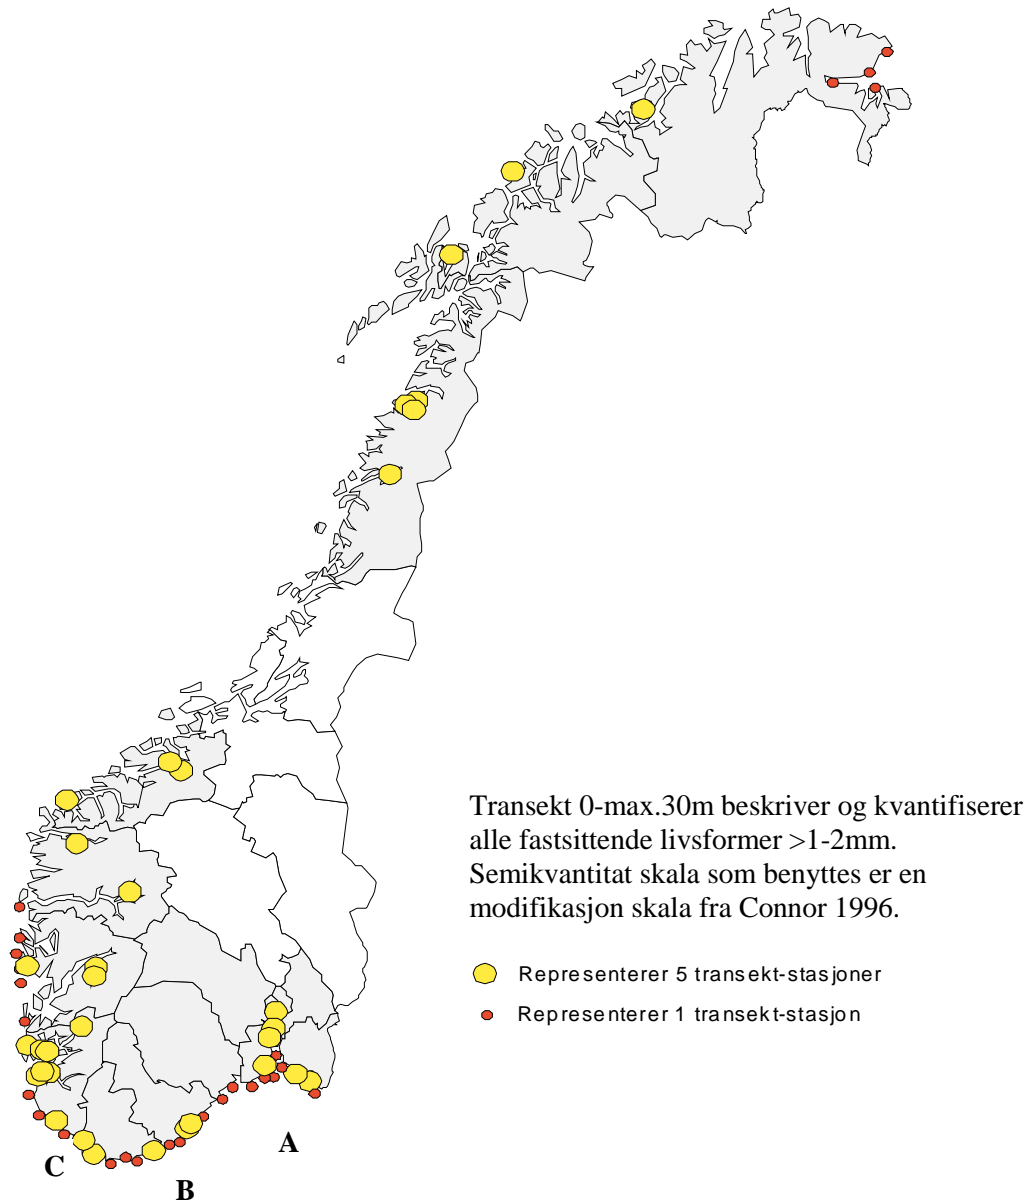 Transekt 0-max.30m beskriver og kvantifiserer
alle fastsittende livsformer >1-2mm.
Semikvantitat skala som benyttes er en
modifikasjon skala fra Connor 1996.
Representerer 5 transekt-stasjoner
Representerer 1 transekt-stasjon
A
C
B